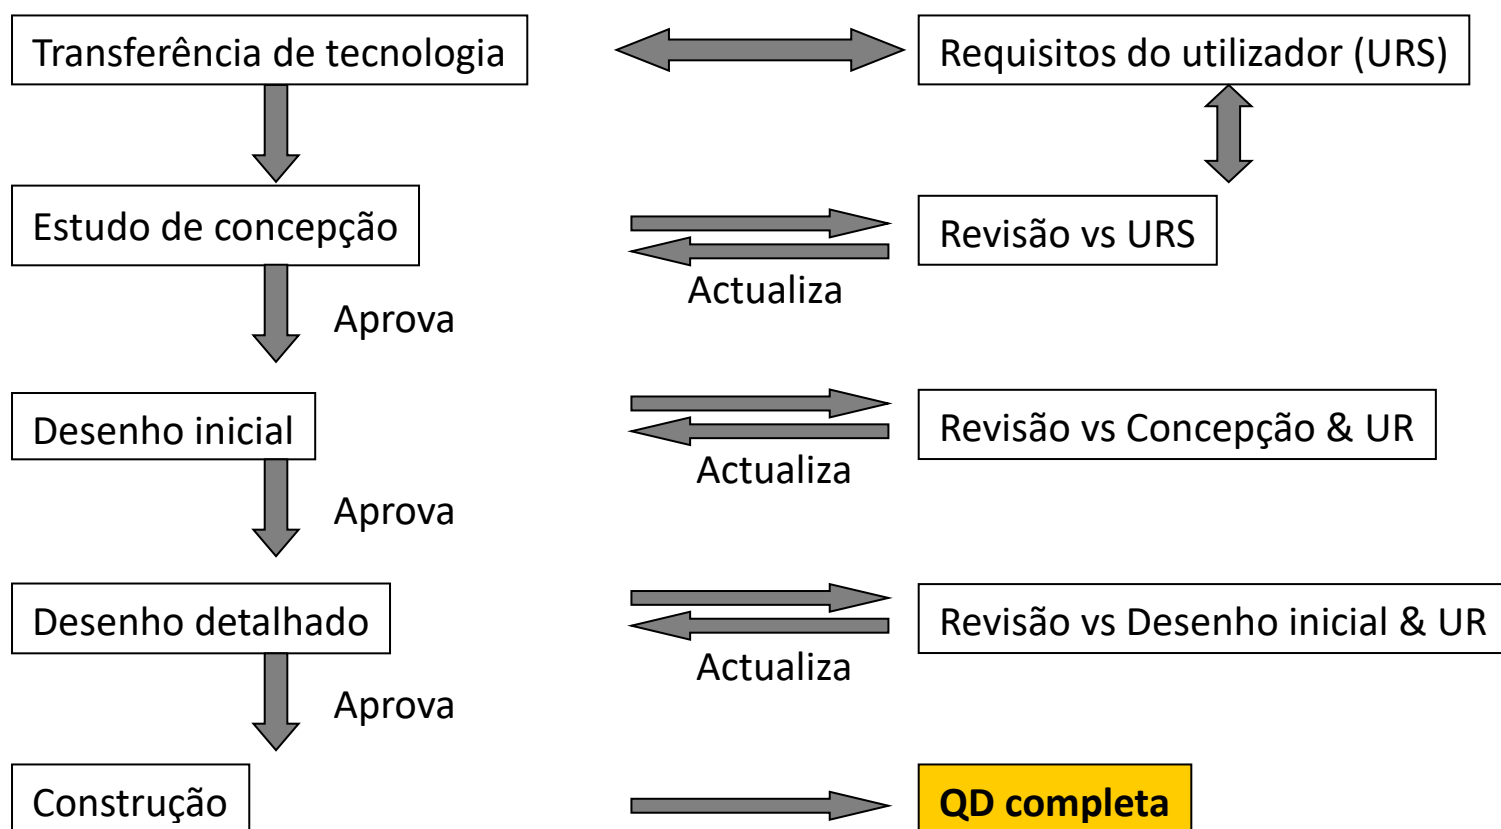 Transferência de tecnologia
Requisitos do utilizador (URS)
Estudo de concepção
Revisão vs URS
Actualiza
Aprova
Desenho inicial
Revisão vs Concepção & UR
Actualiza
Aprova
Desenho detalhado
Revisão vs Desenho inicial & UR
Actualiza
Aprova
Construção
QD completa